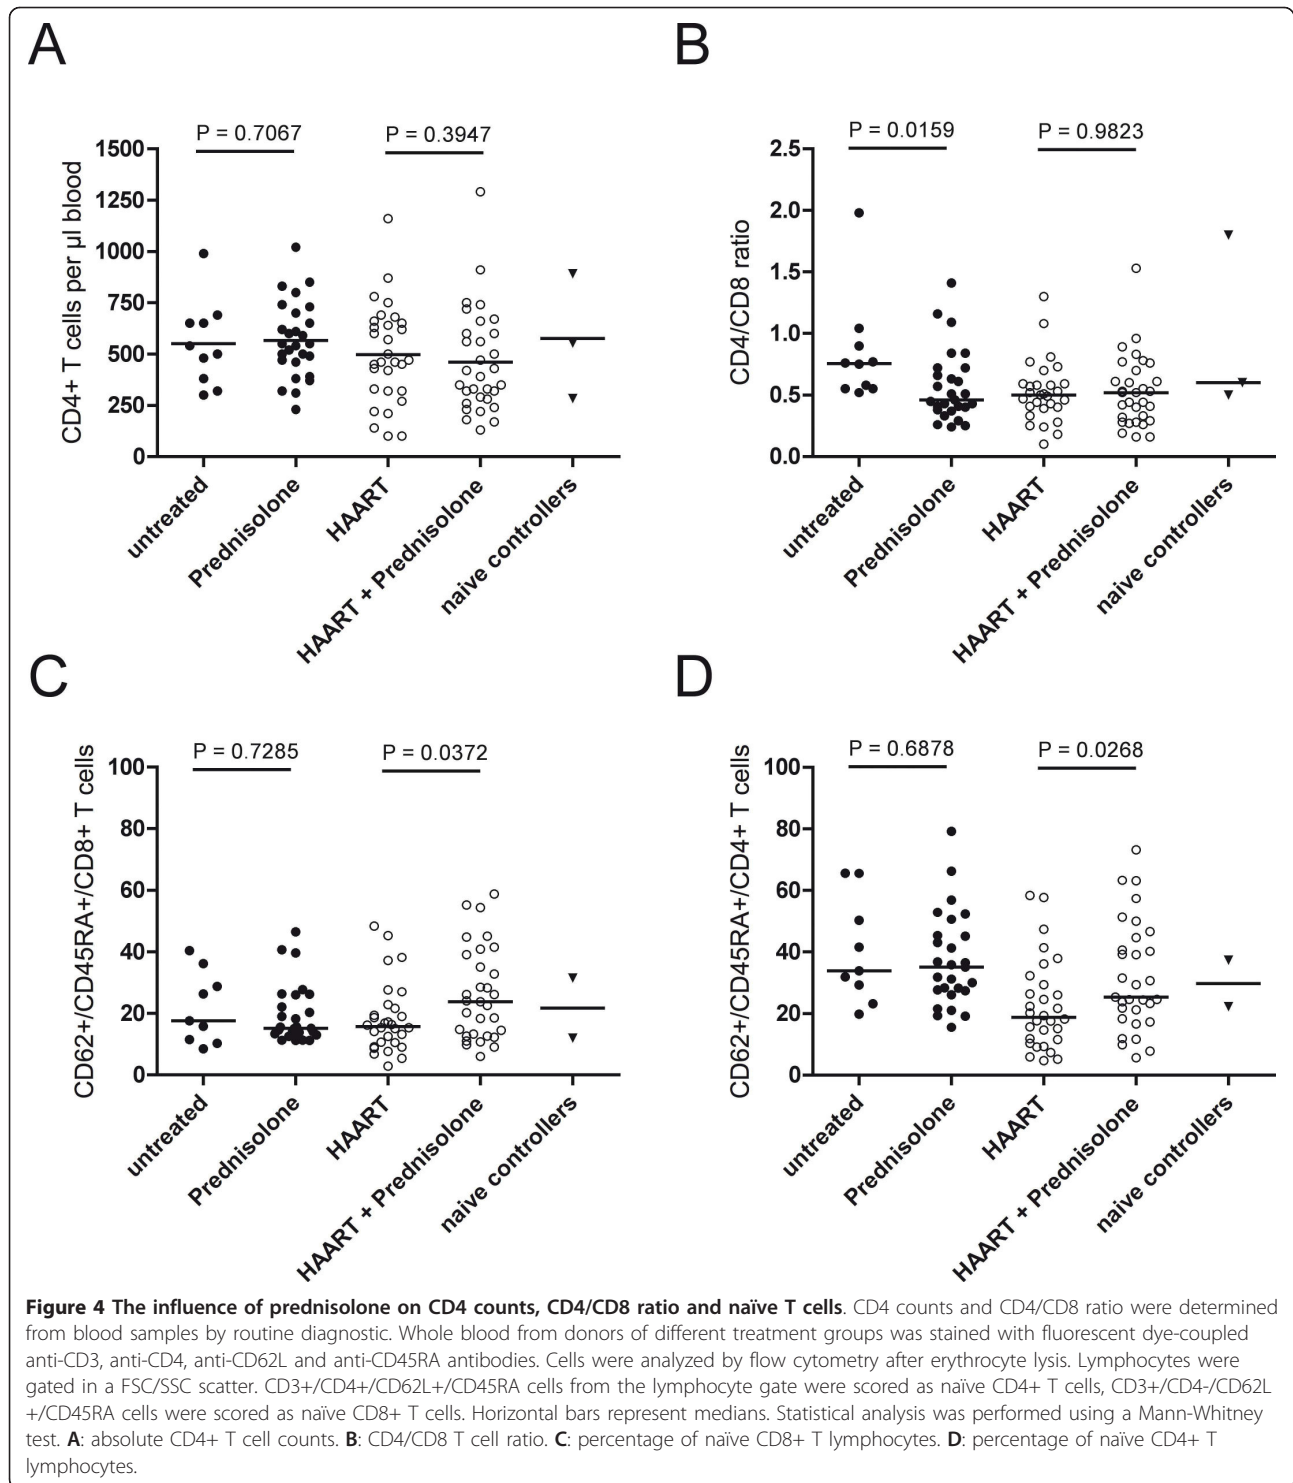 A
B
P = 0.7067
P = 0.3947
1500
1250
1000
750
500
250
0
CD4+ T cells per µl blood
untreated
Prednisolone
HAART
HAART + Prednisolone
naive controllers
P = 0.0159
P = 0.9823
2.5
2.0
1.5
1.0
0.5
0.0
CD4/CD8 ratio
untreated
Prednisolone
HAART
HAART + Prednisolone
naive controllers
C
D
P = 0.7285
P = 0.0372
100
80
60
40
20
0
CD62+/CD45RA+/CD8+ T cells
untreated
Prednisolone
HAART
HAART + Prednisolone
naive controllers
P = 0.6878
P = 0.0268
100
80
60
40
20
0
CD62+/CD45RA+/CD4+ T cells
untreated
Prednisolone
HAART
HAART + Prednisolone
naive controllers
Figure 4 The influence of prednisolone on CD4 counts, CD4/CD8 ratio and naïve T cells. CD4 counts and CD4/CD8 ratio were determined
from blood samples by routine diagnostic. Whole blood from donors of different treatment groups was stained with fluorescent dye-coupled
anti-CD3, anti-CD4, anti-CD62L and anti-CD45RA antibodies. Cells were analyzed by flow cytometry after erythrocyte lysis. Lymphocytes were
gated in a FSC/SSC scatter. CD3+/CD4+/CD62L+/CD45RA cells from the lymphocyte gate were scored as naïve CD4+ T cells, CD3+/CD4-/CD62L
+/CD45RA cells were scored as naïve CD8+ T cells. Horizontal bars represent medians. Statistical analysis was performed using a Mann-Whitney
test. A: absolute CD4+ T cell counts. B: CD4/CD8 T cell ratio. C: percentage of naïve CD8+ T lymphocytes. D: percentage of naïve CD4+ T
lymphocytes.